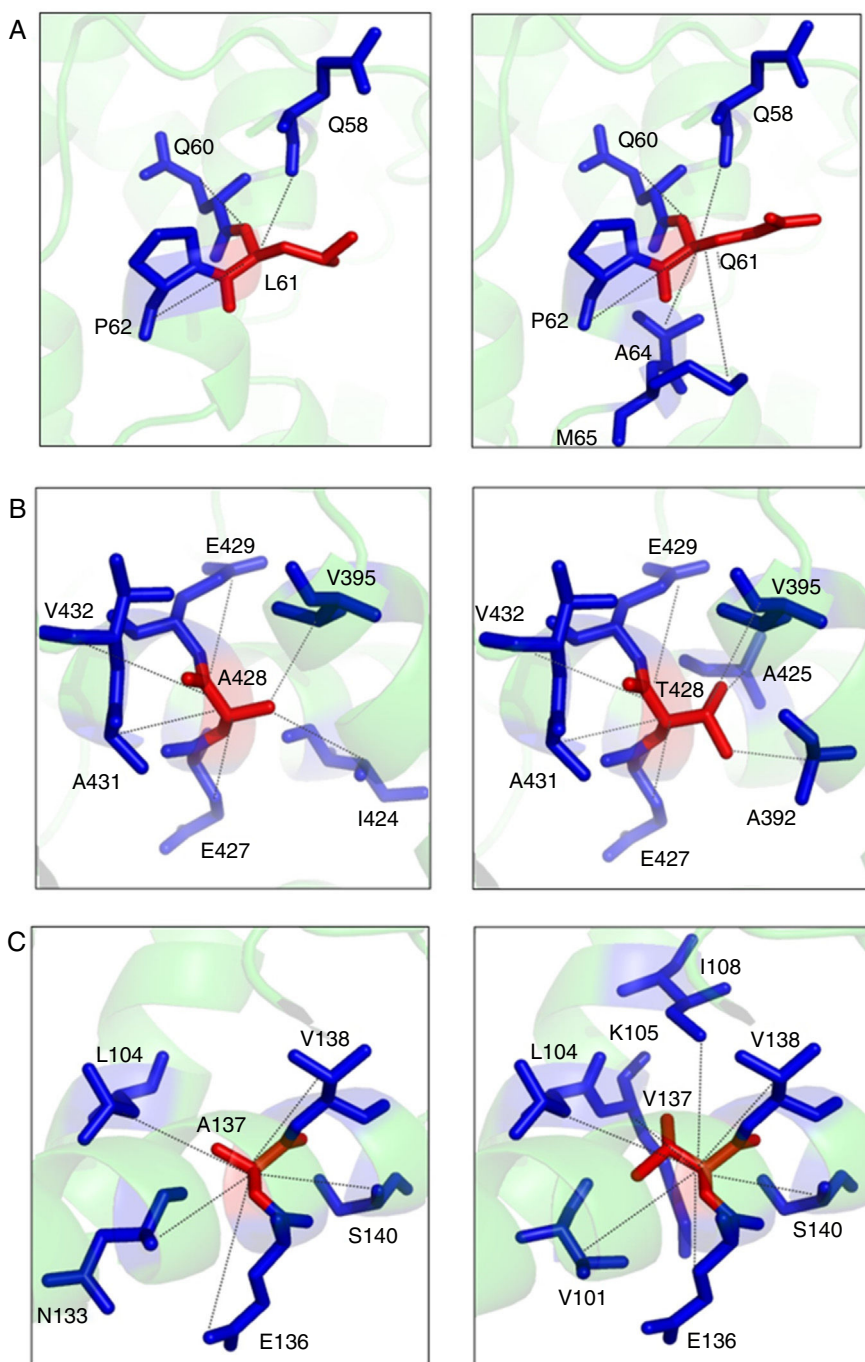 A
Q58
Q60
L61
P62
Q58
Q60
Q61
P62
A64
M65
B
E429
V395
V432
A428
A431
I424
E427
E429
V395
V432
A425
T428
A431
A392
E427
C
V138
L104
A137
S140
N133
E136
I108
K105
V138
L104
V137
S140
V101
E136